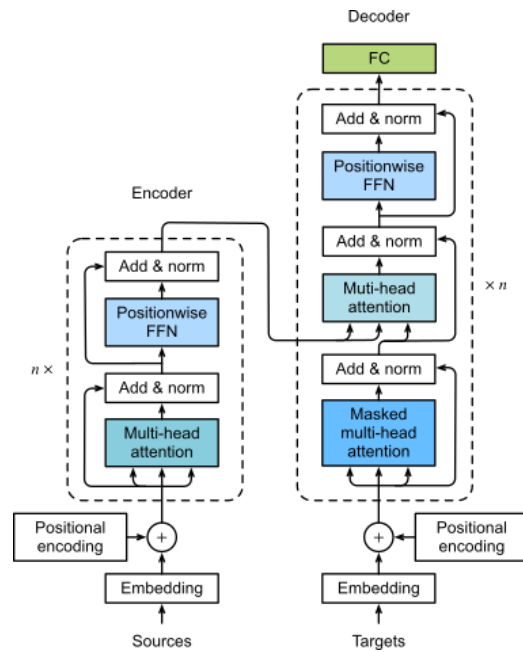 Decoder
FC
Add & norm
Positionwise
FFN
Encoder
Add & norm
Add & norm
Muti-head
attention
× n
Positionwise
FFN
n ×
Add & norm
Add & norm
Multi-head
attention
Masked
multi-head
attention
Positional
encoding
+
+
Positional
encoding
Embedding
Embedding
Sources
Targets